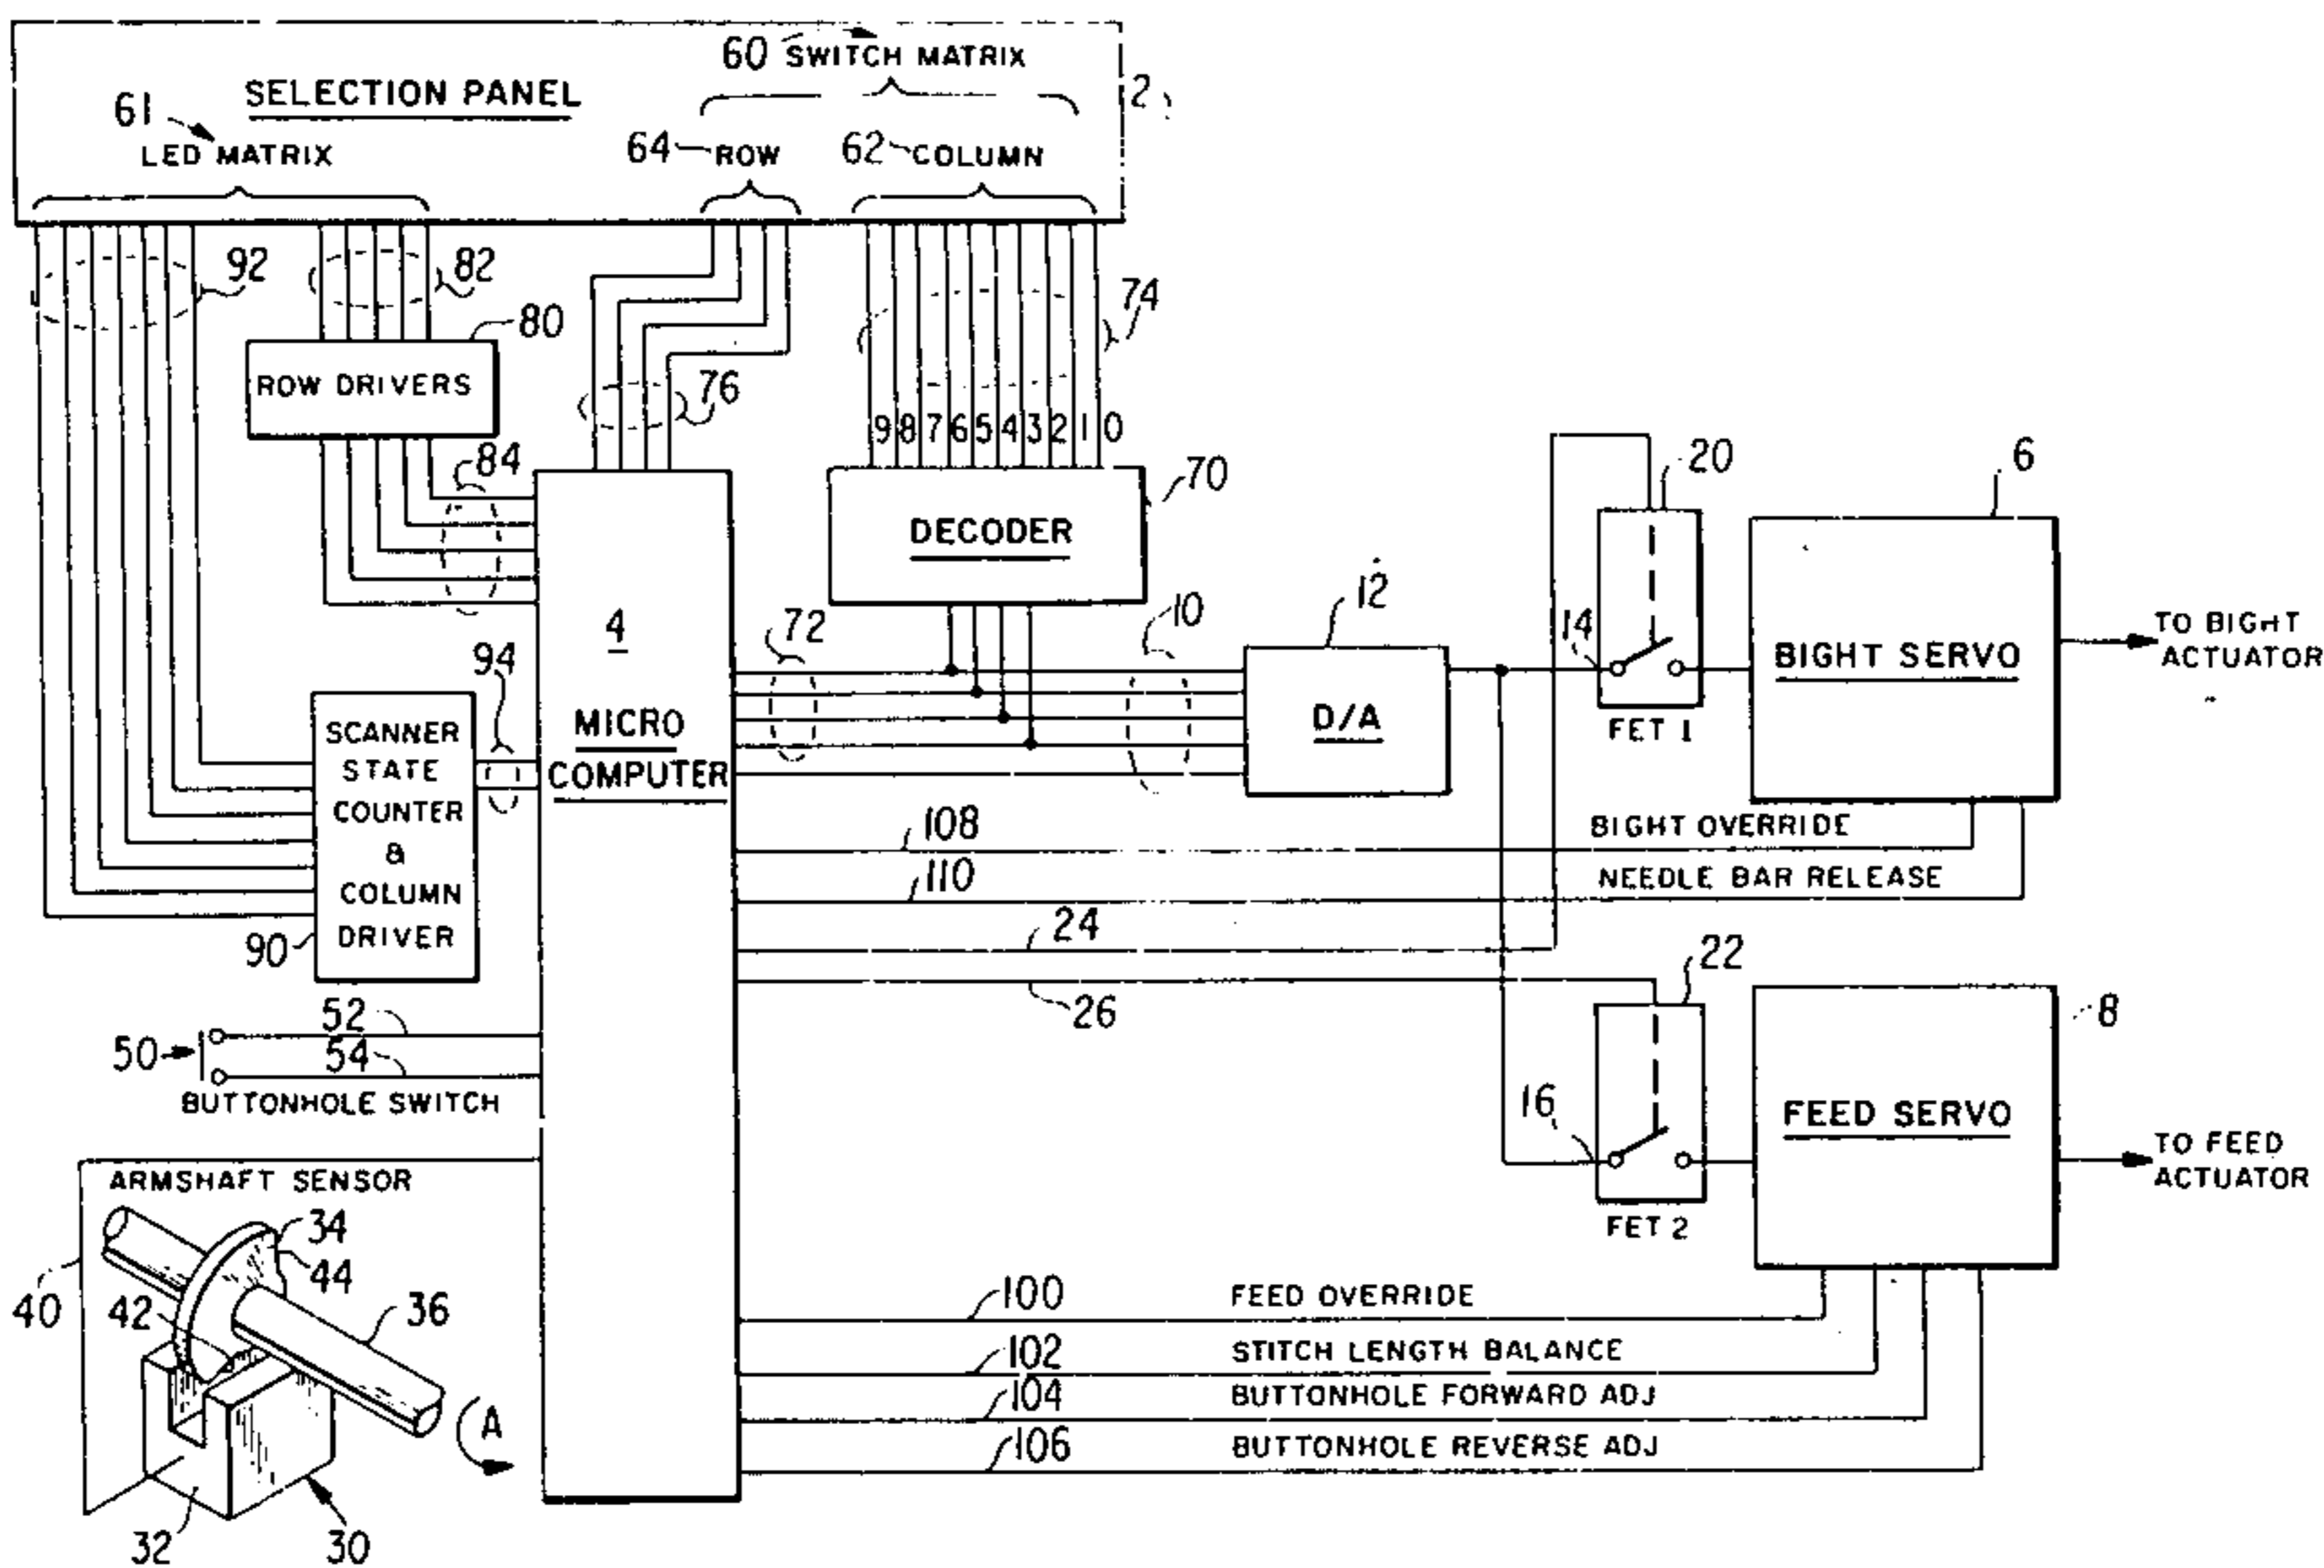 60 SWITCH MATRIX
SELECTION PANEL
2
61
LED MATRIX
64 ROW
62 COLUMN
92
82
74
80
ROW DRIVERS
76
9 8 7 6 5 4 3 2 1 0
84
70
DECODER
20
6
4
MICRO
COMPUTER
72
10
12
D/A
14
FET 1
BIGHT SERVO
TO BIGHT
ACTUATOR
94
SCANNER
STATE
COUNTER
&
COLUMN
DRIVER
90
108
BIGHT OVERRIDE
110
NEEDLE BAR RELEASE
24
26
22
8
50
52
54
BUTTONHOLE SWITCH
16
FET 2
FEED SERVO
TO FEED
ACTUATOR
ARMSHAFT SENSOR
34
44
40
42
36
A
32
30
100
FEED OVERRIDE
102
STITCH LENGTH BALANCE
104
BUTTONHOLE FORWARD ADJ
106
BUTTONHOLE REVERSE ADJ